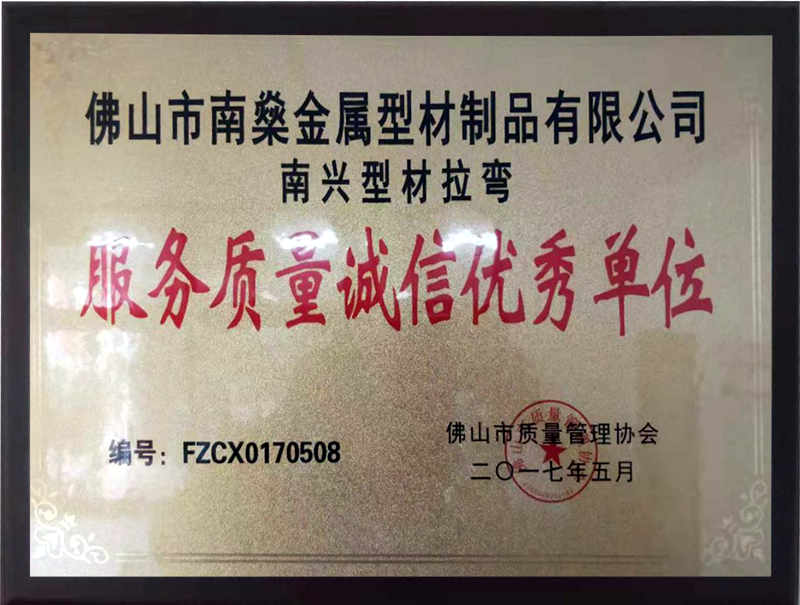 佛山市南燊金属型材制品有限公司
南兴型材拉弯
服务质量诚信优秀单位
编号：FZCX0170508
佛山市质量管理协会
二〇一七年五月